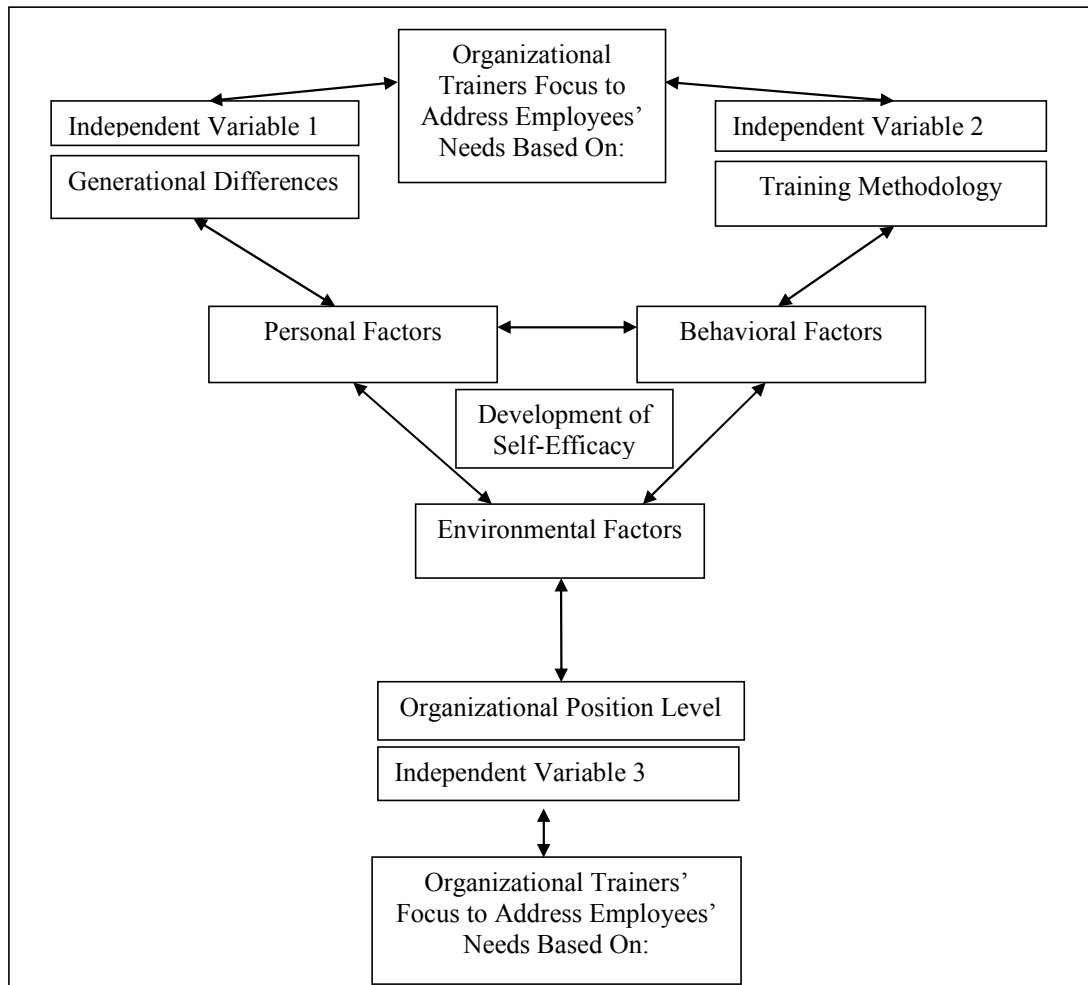 Organizational
Trainers Focus to
Address Employees’
Needs Based On:
Independent Variable 1
Independent Variable 2
Generational Differences
Training Methodology
Personal Factors
Behavioral Factors
Development of
Self-Efficacy
Environmental Factors
Organizational Position Level
Independent Variable 3
Organizational Trainers’
Focus to Address Employees’
Needs Based On: